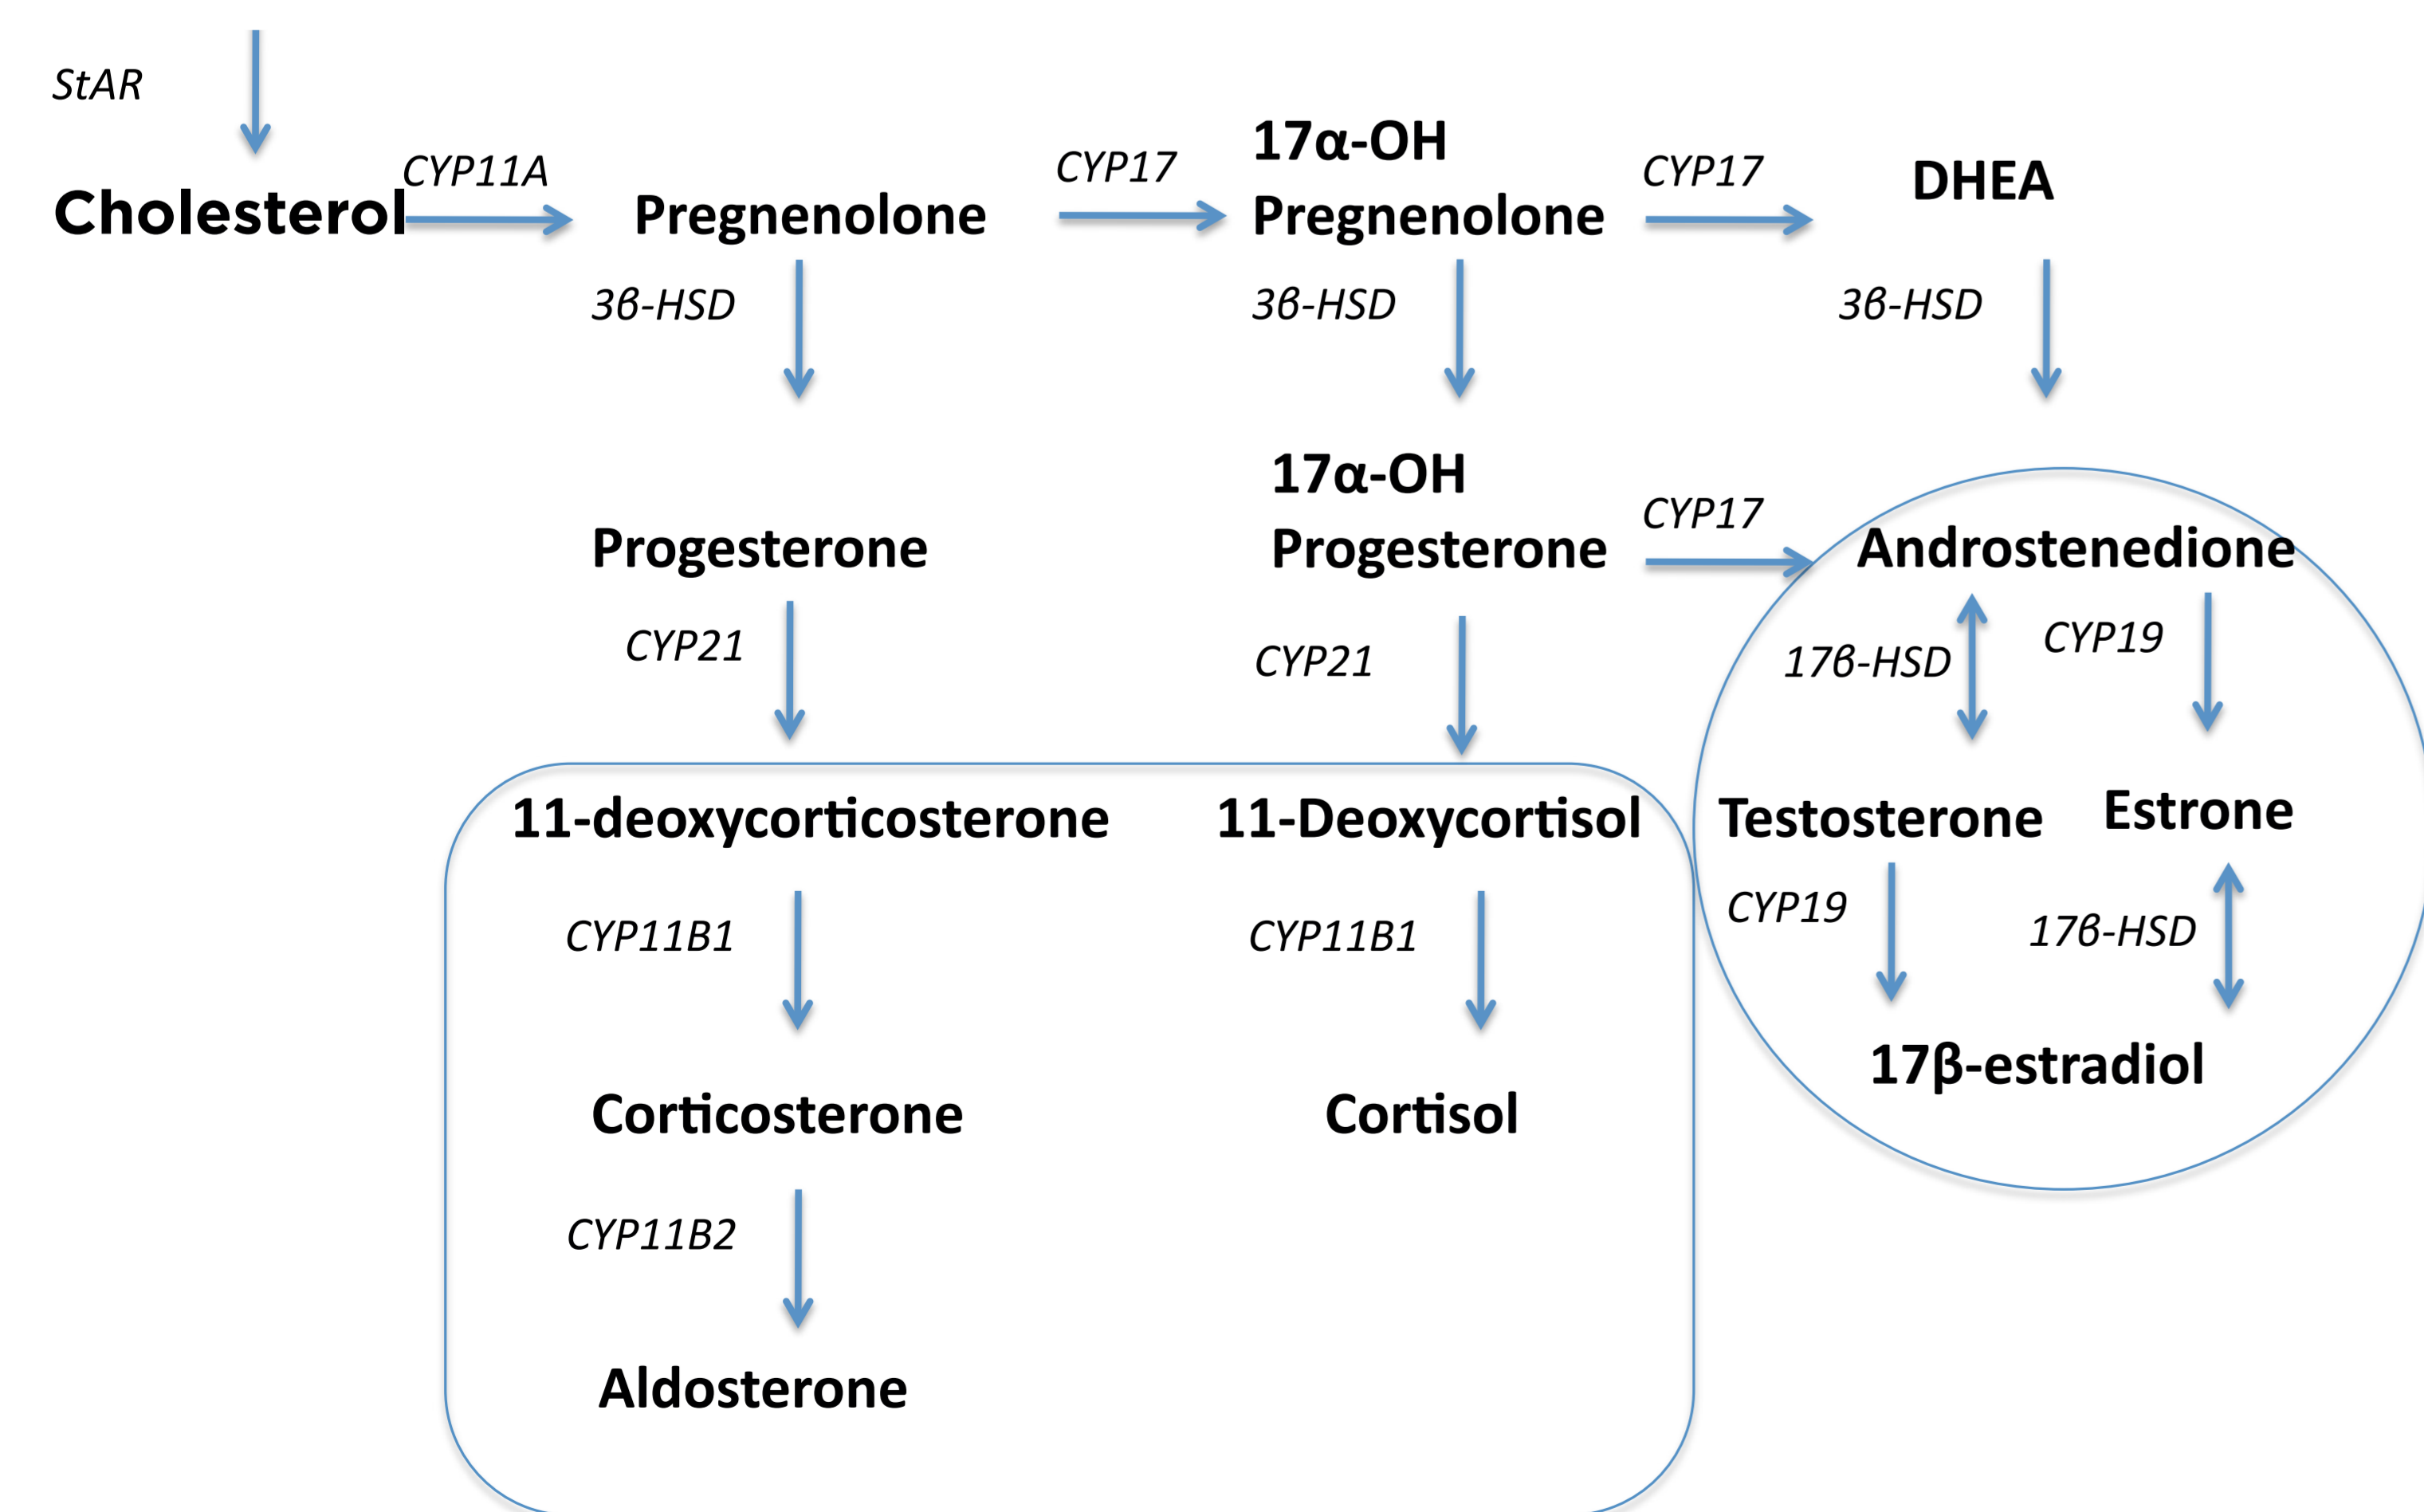 StAR
Cholesterol
CYP11A
Pregnenolone
CYP17
17α-OH
Pregnenolone
CYP17
DHEA
3β-HSD
3β-HSD
3β-HSD
Progesterone
17α-OH
Progesterone
CYP17
Androstenedione
CYP21
CYP21
17β-HSD
CYP19
11-deoxycorticosterone
11-Deoxycortisol
Testosterone
Estrone
CYP11B1
CYP11B1
CYP19
17β-HSD
17β-estradiol
Corticosterone
Cortisol
CYP11B2
Aldosterone